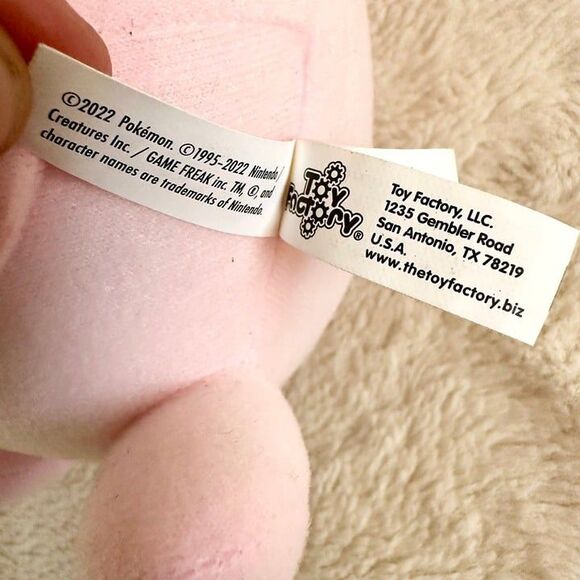 ©2022 Pokémon. ©1995-2022 Nintendo/
Creatures Inc. / GAME FREAK inc. TM, ®, and
character names are trademarks of Nintendo.
TOY
FACTORY®
Toy Factory, LLC.
1235 Gembler Road
San Antonio, TX 78219
U.S.A.
www.thetoyfactory.biz